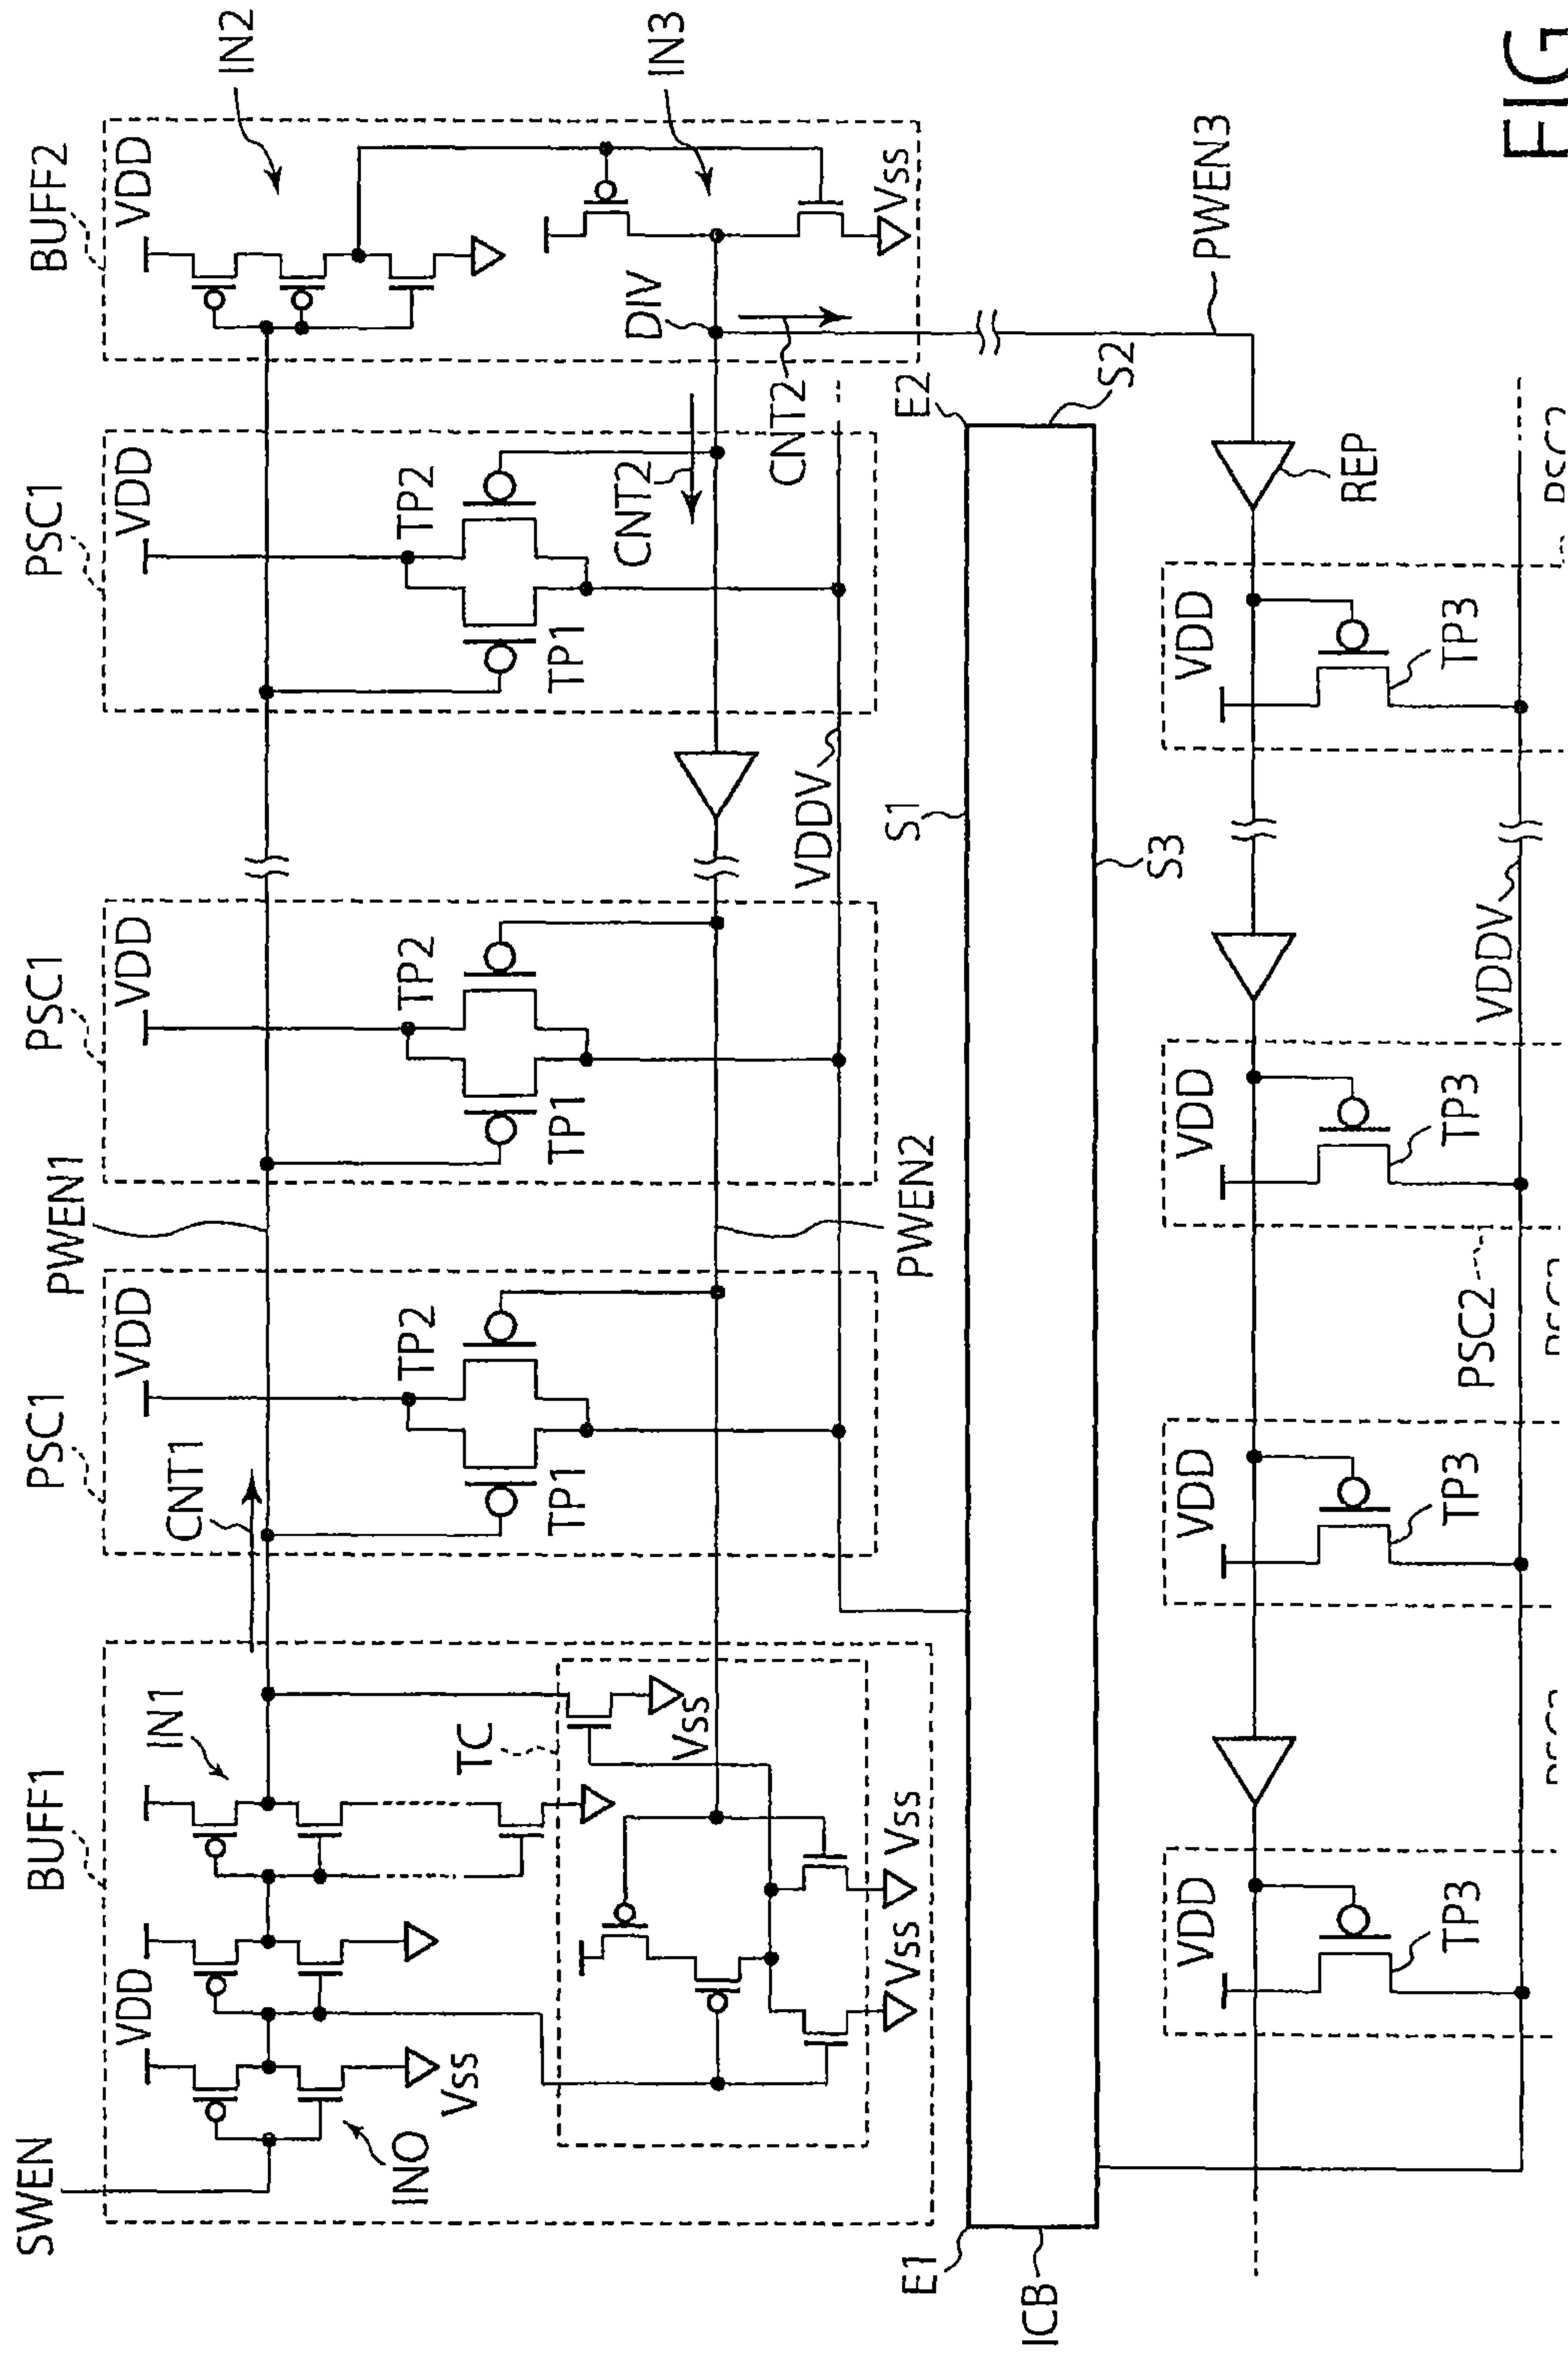 SWEN
BUFF1
PSC1
PWEN1
PSC1
PSC1
BUFF2
IN2
VDD
IN1
CNT1
VDD
VDD
VDD
VDD
INO
Vss
TC
Vss
TP1
TP2
TP1
TP2
TP1
TP2
CNT2
DIV
IN3
Vss
Vss
Vss
CNT2
VDDV
PWEN2
E1
S1
E2
ICB
S3
S2
PWEN3
VDD
VDD
VDD
VDD
REP
TP3
TP3
TP3
TP3
PSC2
VDDV
FIG